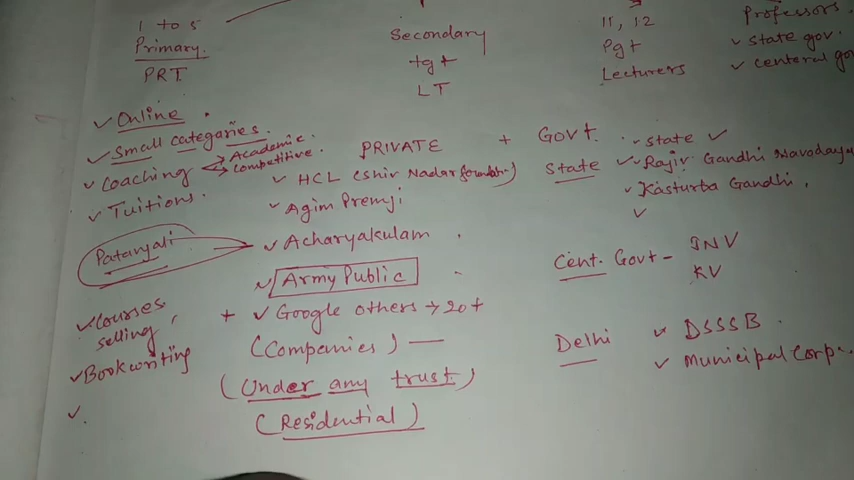 1 to 5
Primary.
PRT
Secondary
tgt
LT
11, 12
Pgt
Lecturers
Professors.
✓ State gov.
✓ centeral go
✓ Online
✓ Small categories.
✓ Coaching → Academic.
→ Competitive.
✓ Tuitions.
Patanjali
✓ Courses
selling,
✓ Bookwriting
✓
PRIVATE + Govt.
✓ HCL (Shiv Nadar foundation)
✓ Agim Premji
✓ Acharyakulam
✓ Army Public
+ ✓ Google others → 20+
(Companies) —
(Under any trust)
(Residential)
✓ State ✓
State ✓ ✓ Rajiv Gandhi Navoday
✓ Kasturba Gandhi,
✓
Cent. Govt - JNV
KV
Delhi ✓ DSSSB
✓ Municipal Corp.